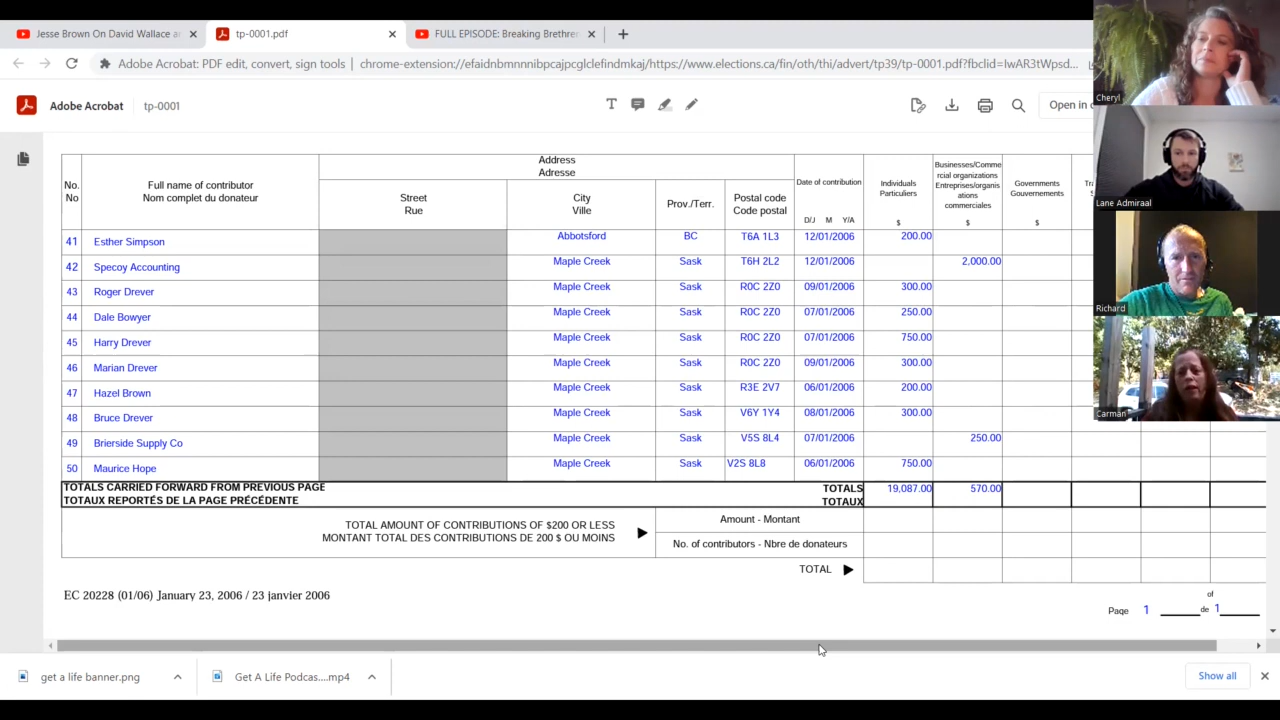 Jesse Brown On David Wallace a
tp-0001.pdf
FULL EPISODE: Breaking Brethre
Adobe Acrobat: PDF edit, convert, sign tools
chrome-extension://efaidnbmnnnibpcajpcglclefindmkaj/https://www.elections.ca/fin/oth/thi/advert/tp39/tp-0001.pdf?fbclid=IwAR3tWpsd...
Cheryl
Adobe Acrobat
tp-0001
Open in
No.
No
Full name of contributor
Nom complet du donateur
Address
Adresse
Street
Rue
City
Ville
Prov./Terr.
Postal code
Code postal
Date of contribution
D/J M Y/A
Individuals
Particuliers
$
Businesses/Comme
rcial organizations
Entreprises/organis
ations
commerciales
$
Governments
Gouvernements
$
Lane Admiraal
41 Esther Simpson Abbotsford BC T6A 1L3 12/01/2006 200.00
42 Specoy Accounting Maple Creek Sask T6H 2L2 12/01/2006 2,000.00
43 Roger Drever Maple Creek Sask R0C 2Z0 09/01/2006 300.00
44 Dale Bowyer Maple Creek Sask R0C 2Z0 07/01/2006 250.00
Richard
45 Harry Drever Maple Creek Sask R0C 2Z0 07/01/2006 750.00
46 Marian Drever Maple Creek Sask R0C 2Z0 09/01/2006 300.00
47 Hazel Brown Maple Creek Sask R3E 2V7 06/01/2006 200.00
48 Bruce Drever Maple Creek Sask V6Y 1Y4 08/01/2006 300.00
Carman
49 Brierside Supply Co Maple Creek Sask V5S 8L4 07/01/2006 250.00
50 Maurice Hope Maple Creek Sask V2S 8L8 06/01/2006 750.00
TOTALS CARRIED FORWARD FROM PREVIOUS PAGE TOTALS 19,087.00 570.00
TOTAUX REPORTÉS DE LA PAGE PRÉCÉDENTE TOTAUX
TOTAL AMOUNT OF CONTRIBUTIONS OF $200 OR LESS
MONTANT TOTAL DES CONTRIBUTIONS DE 200 $ OU MOINS
Amount - Montant
No. of contributors - Nbre de donateurs
TOTAL
EC 20228 (01/06) January 23, 2006 / 23 janvier 2006
Page 1 of
de 1
get a life banner.png
Get A Life Podcas....mp4
Show all